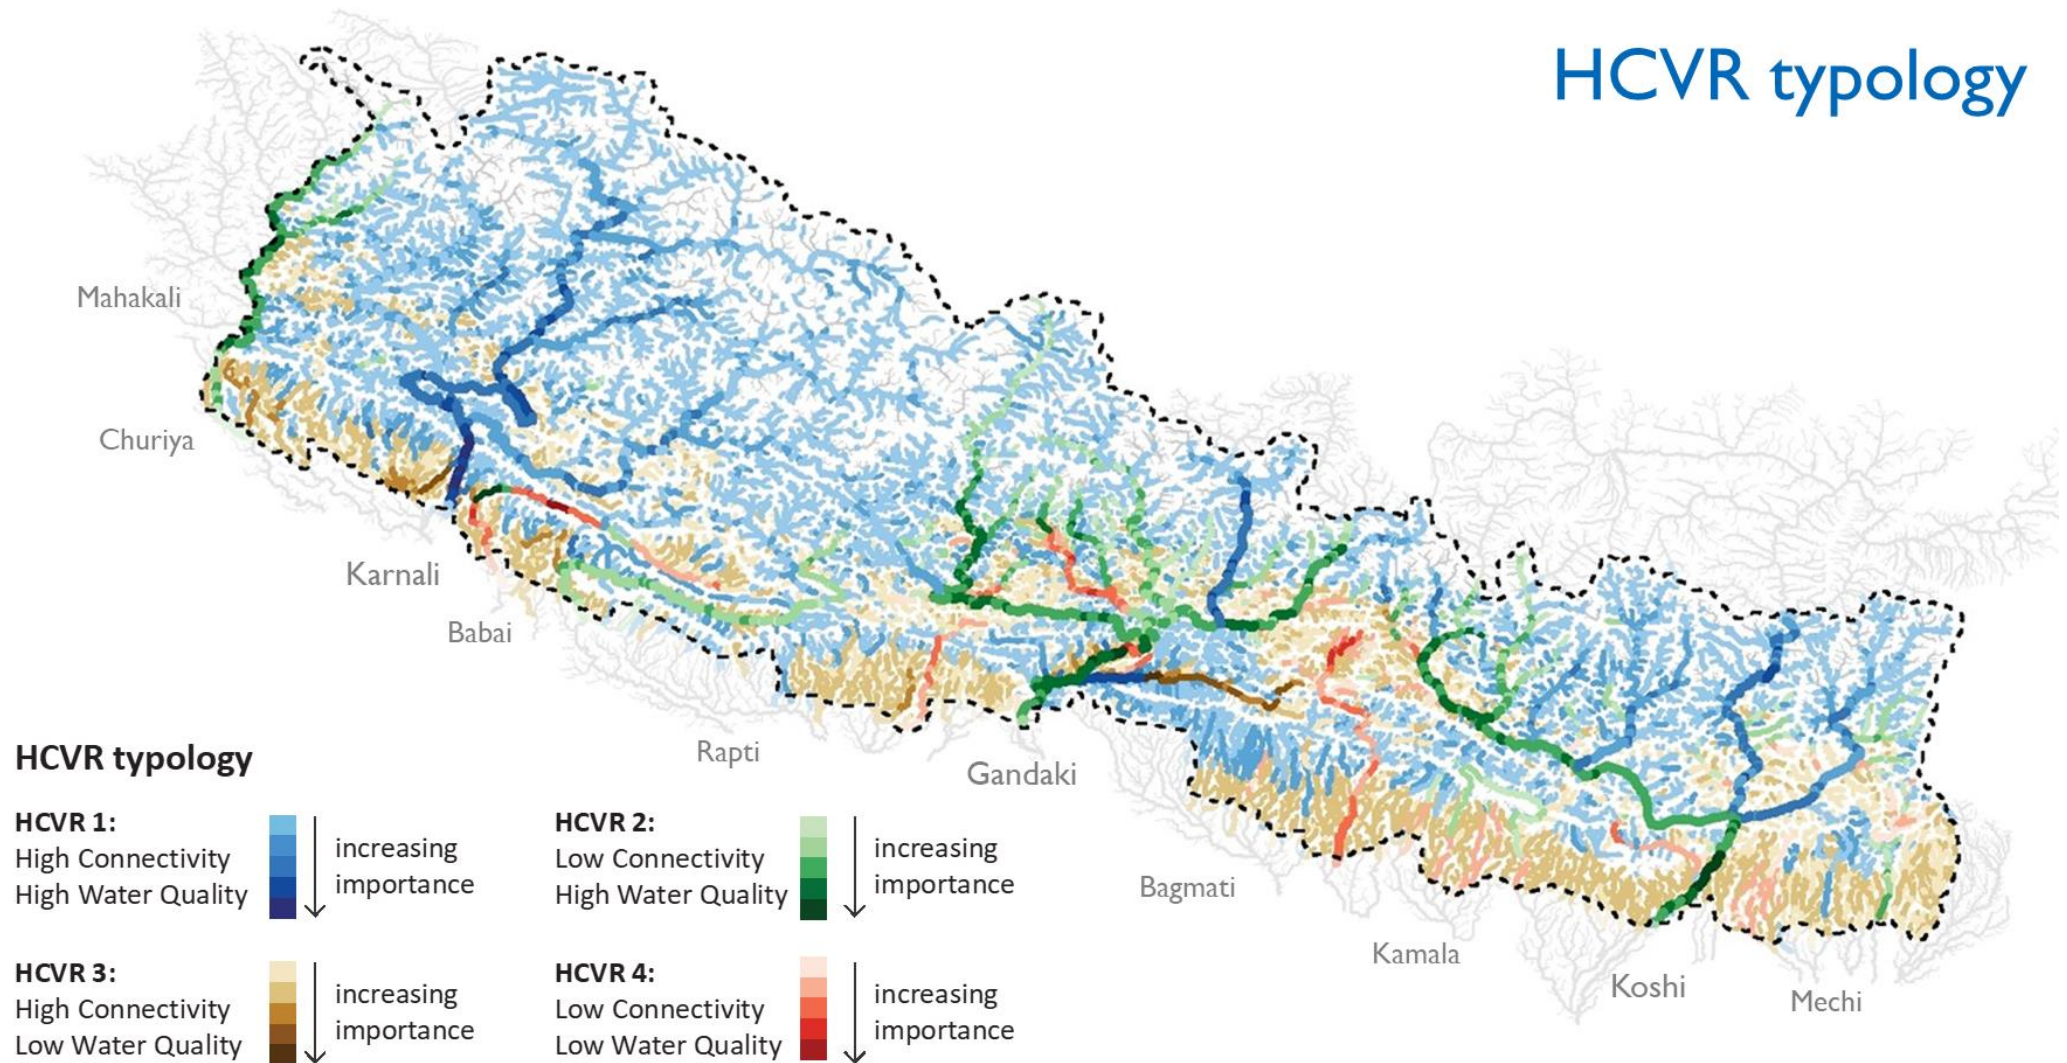 HCVR typology
Mahakali
Churiya
Karnali
Babai
Rapti
Gandaki
Bagmati
Kamala
Koshi
Mechi
HCVR typology
HCVR 1:
High Connectivity
High Water Quality
increasing
importance
HCVR 2:
Low Connectivity
High Water Quality
increasing
importance
HCVR 3:
High Connectivity
Low Water Quality
increasing
importance
HCVR 4:
Low Connectivity
Low Water Quality
increasing
importance